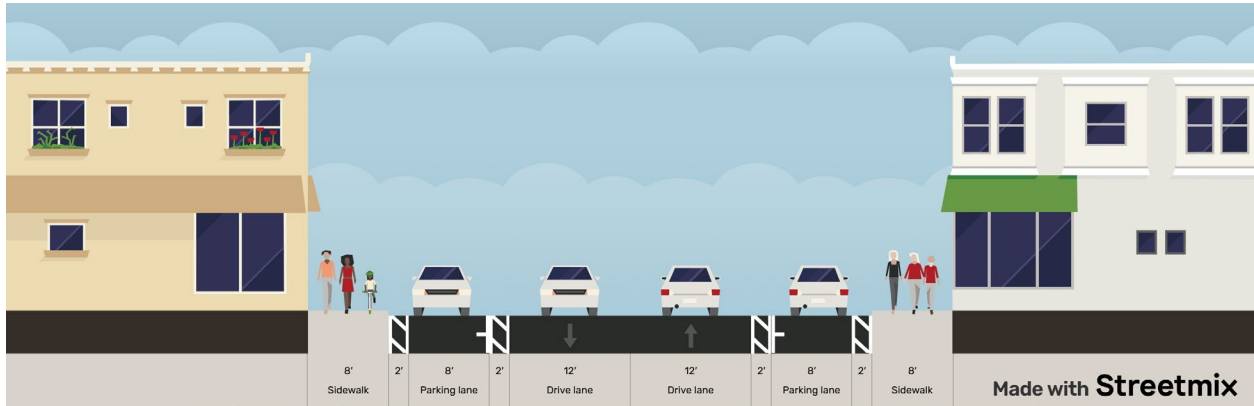 8' 2' 8' 2' 12' 12' 2' 8' 2' 8'
Sidewalk Parking lane Drive lane Drive lane Parking lane Sidewalk
Made with Streetmix